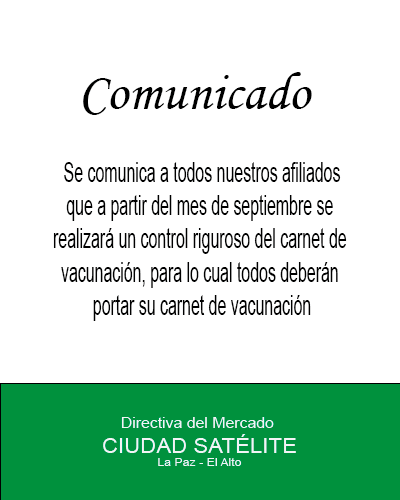 Comunicado
Se comunica a todos nuestros afiliados
que a partir del mes de septiembre se
realizará un control riguroso del carnet de
vacunación, para lo cual todos deberán
portar su carnet de vacunación
Directiva del Mercado
CIUDAD SATÉLITE
La Paz - El Alto